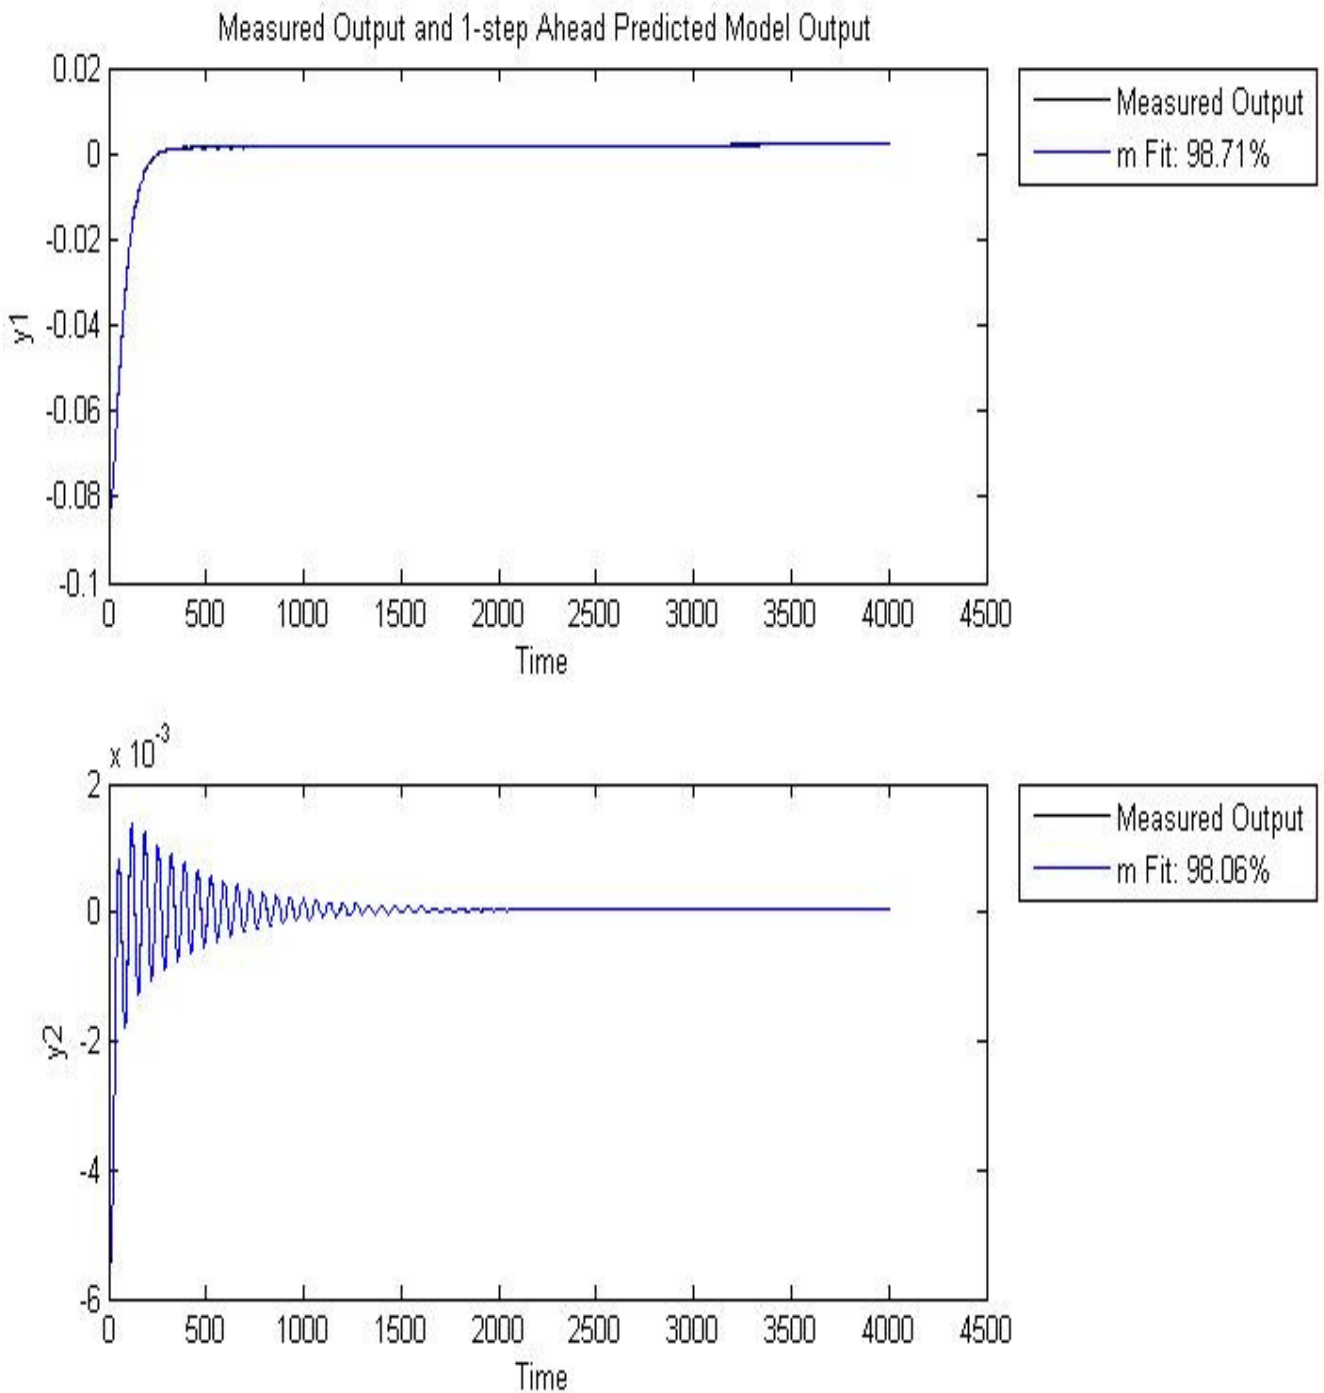 Measured Output and 1-step Ahead Predicted Model Output
0.02
0
-0.02
-0.04
-0.06
-0.08
-0.1
y1
0 500 1000 1500 2000 2500 3000 3500 4000 4500
Time
Measured Output
m Fit: 98.71%
x 10^-3
2
0
-2
-4
-6
y2
0 500 1000 1500 2000 2500 3000 3500 4000 4500
Time
Measured Output
m Fit: 98.06%